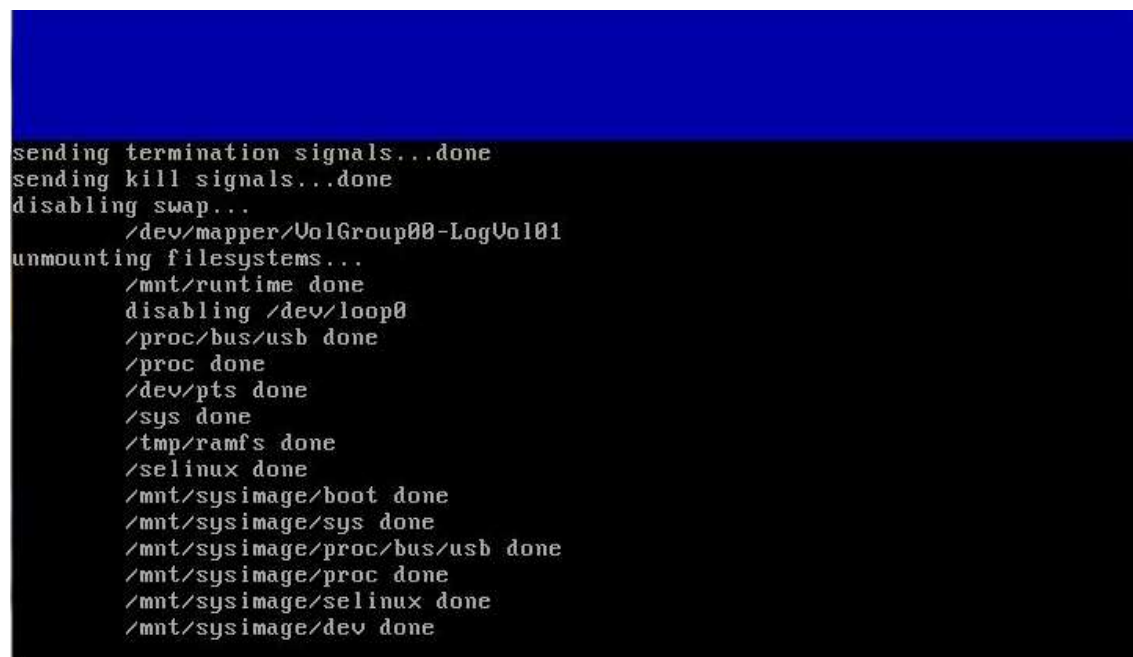 sending termination signals...done
sending kill signals...done
disabling swap...
/dev/mapper/VolGroup00-LogVol01
unmounting filesystems...
/mnt/runtime done
disabling /dev/loop0
/proc/bus/usb done
/proc done
/dev/pts done
/sys done
/tmp/ramfs done
/selinux done
/mnt/sysimage/boot done
/mnt/sysimage/sys done
/mnt/sysimage/proc/bus/usb done
/mnt/sysimage/proc done
/mnt/sysimage/selinux done
/mnt/sysimage/dev done